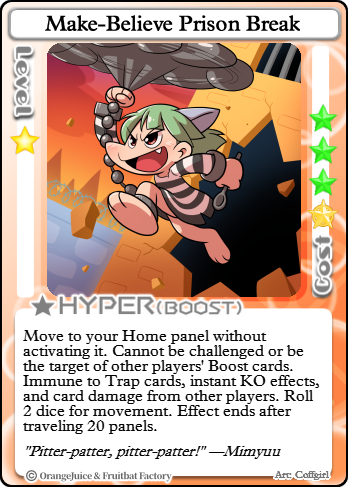 Make-Believe Prison Break
Level
Cost
HYPER(BOOST)
Move to your Home panel without
activating it. Cannot be challenged or be
the target of other players' Boost cards.
Immune to Trap cards, instant KO effects,
and card damage from other players. Roll
2 dice for movement. Effect ends after
traveling 20 panels.
"Pitter-patter, pitter-patter!" —Mimyuu
© OrangeJuice & Fruitbat Factory
Arc_Coffgirl